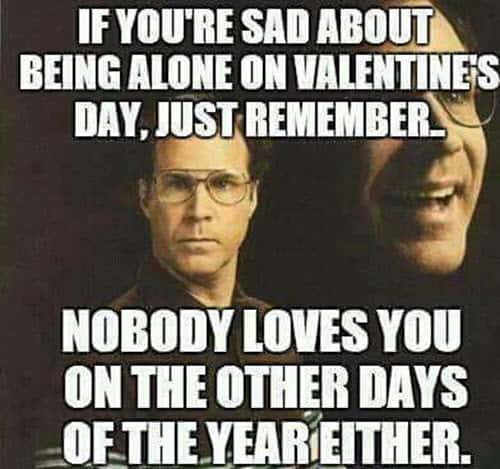 IF YOU'RE SAD ABOUT
BEING ALONE ON VALENTINE'S
DAY, JUST REMEMBER..
NOBODY LOVES YOU
ON THE OTHER DAYS
OF THE YEAR EITHER.